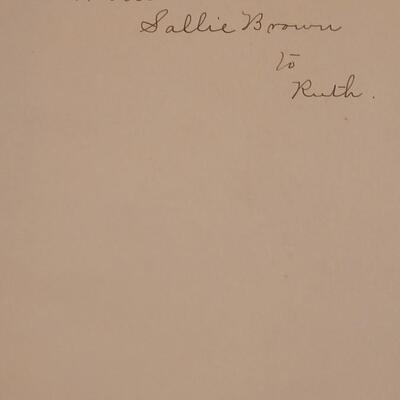 Sallie Brown
to
Ruth.